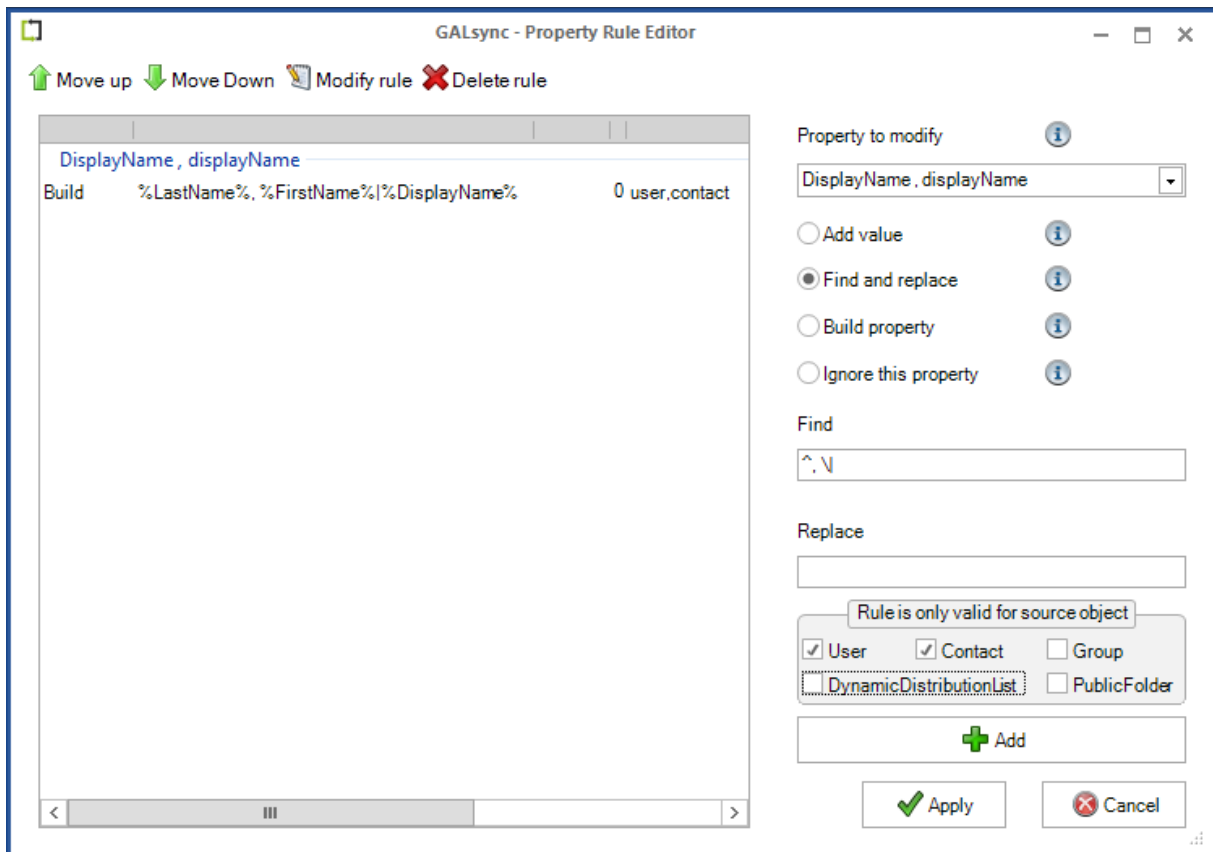 GALsync - Property Rule Editor
Move up Move Down Modify rule Delete rule
DisplayName , displayName
Build %LastName%, %FirstName%|%DisplayName% 0 user,contact
Property to modify
DisplayName , displayName
Add value
Find and replace
Build property
Ignore this property
Find
^, \|
Replace
Rule is only valid for source object
User Contact Group
DynamicDistributionList PublicFolder
Add
Apply Cancel